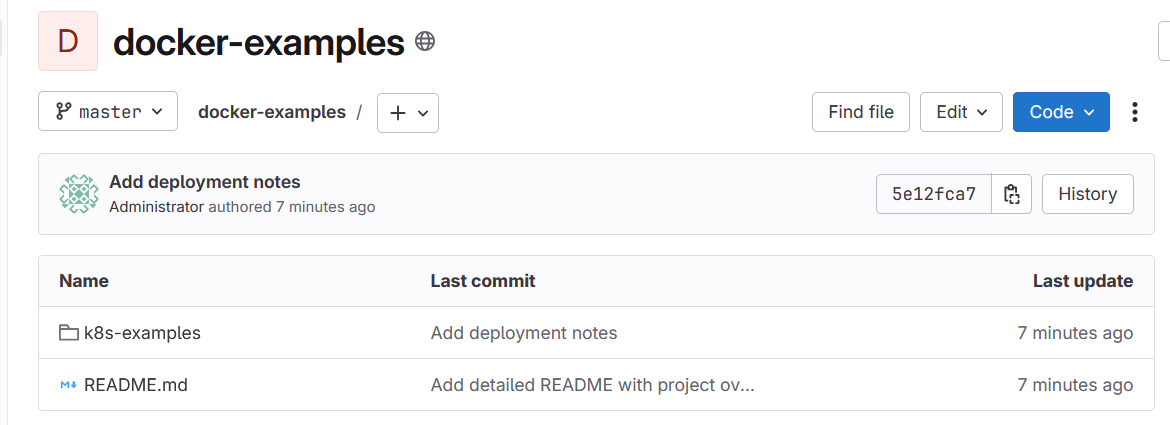 D docker-examples
master docker-examples / +
Find file Edit Code
Add deployment notes
Administrator authored 7 minutes ago
5e12fca7 History
Name Last commit Last update
k8s-examples Add deployment notes 7 minutes ago
README.md Add detailed README with project ov... 7 minutes ago